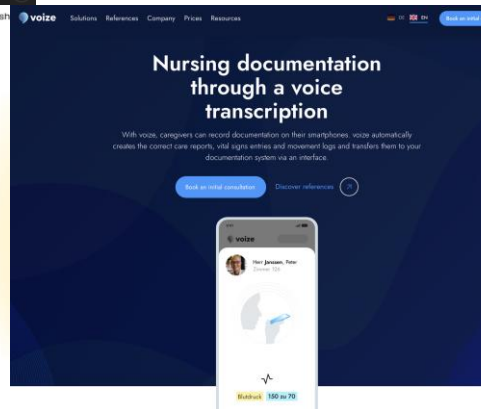 sh
voize
Solutions References Company Prices Resources
DE EN
Book an initial
Nursing documentation
through a voice
transcription
With voize, caregivers can record documentation on their smartphones. voize automatically
creates the correct care reports, vital signs entries and movement logs and transfers them to your
documentation system via an interface.
Book an initial consultation
Discover references
voize
Herr Janssen, Peter
Blutdruck 150 zu 70